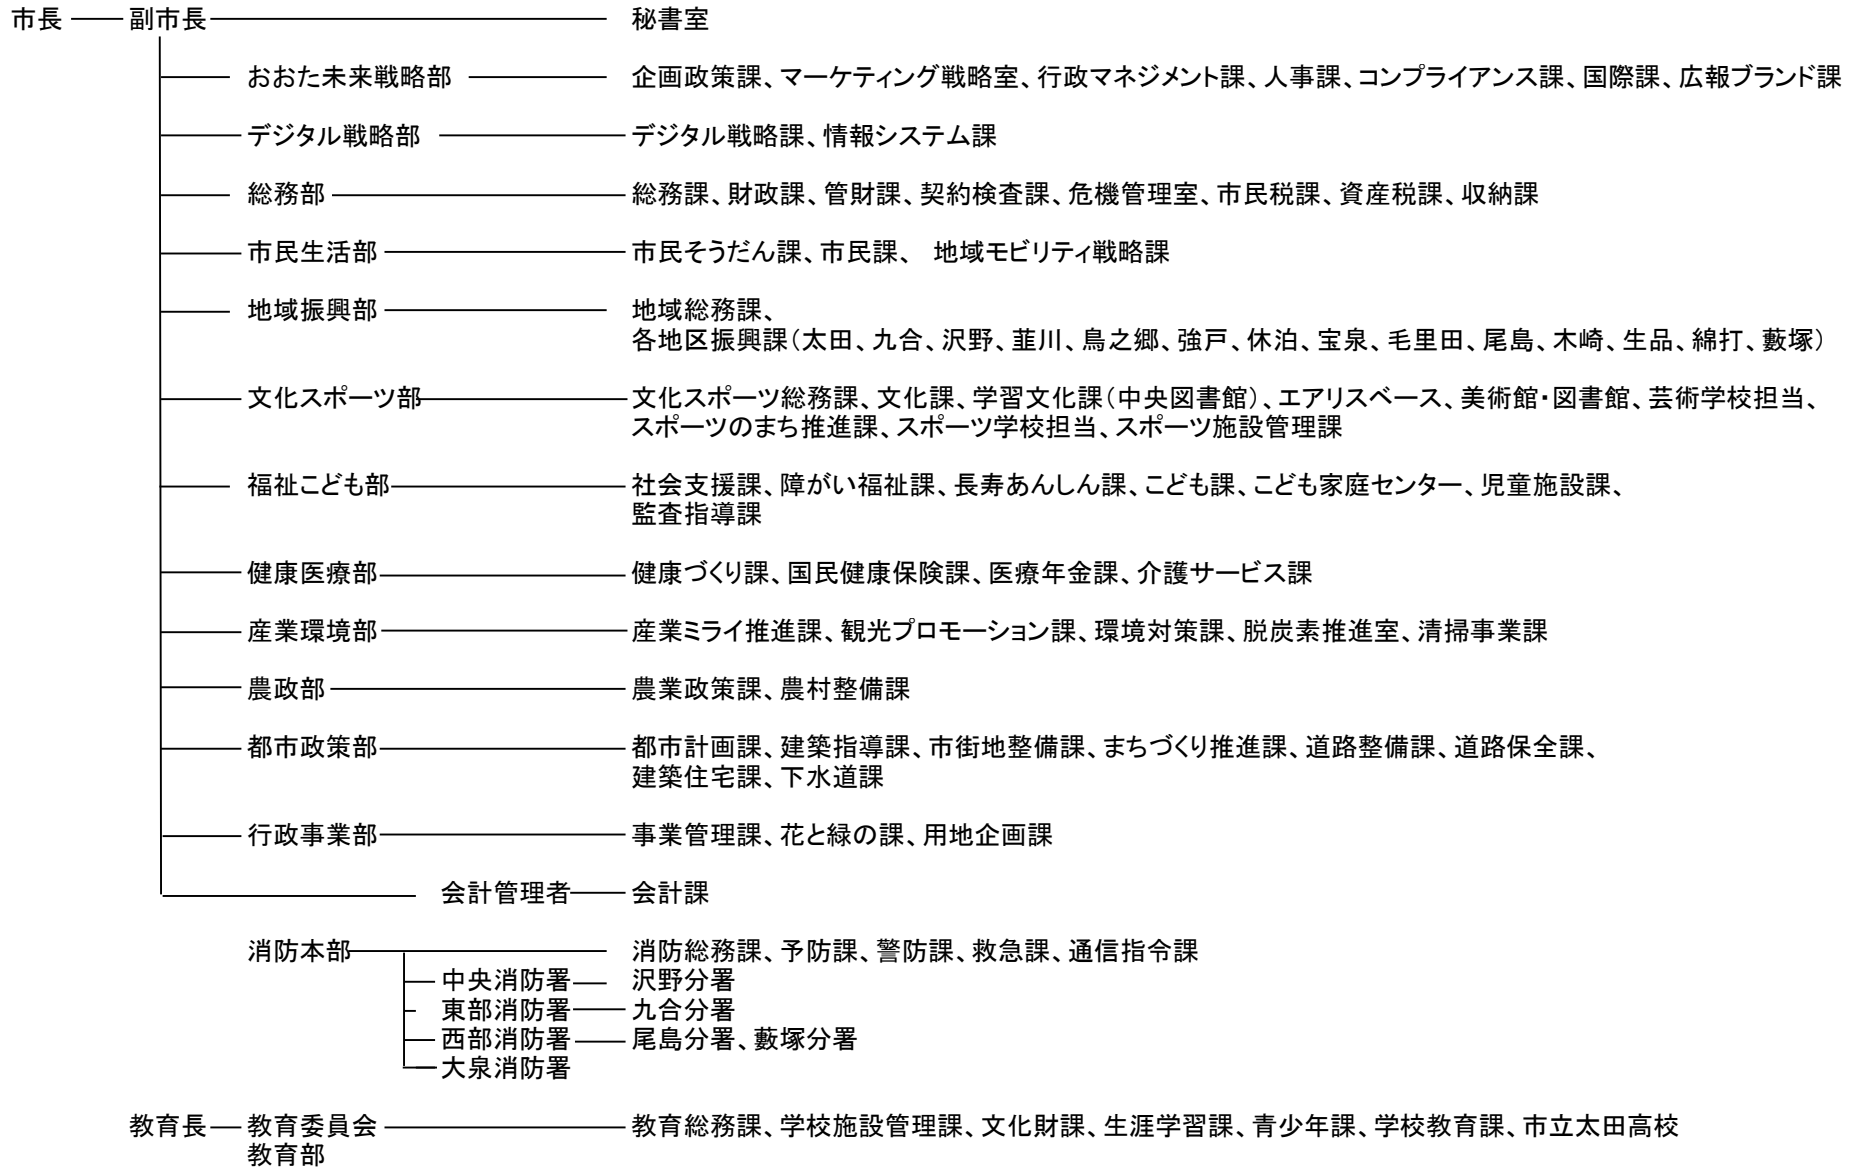 市長 副市長 秘書室
おおた未来戦略部 企画政策課、マーケティング戦略室、行政マネジメント課、人事課、コンプライアンス課、国際課、広報ブランド課
デジタル戦略部 デジタル戦略課、情報システム課
総務部 総務課、財政課、管財課、契約検査課、危機管理室、市民税課、資産税課、収納課
市民生活部 市民そうだん課、市民課、 地域モビリティ戦略課
地域振興部 地域総務課、
各地区振興課（太田、九合、沢野、韮川、鳥之郷、強戸、休泊、宝泉、毛里田、尾島、木崎、生品、綿打、藪塚）
文化スポーツ部 文化スポーツ総務課、文化課、学習文化課（中央図書館）、エアリスベース、美術館・図書館、芸術学校担当、
スポーツのまち推進課、スポーツ学校担当、スポーツ施設管理課
福祉こども部 社会支援課、障がい福祉課、長寿あんしん課、こども課、こども家庭センター、児童施設課、
監査指導課
健康医療部 健康づくり課、国民健康保険課、医療年金課、介護サービス課
産業環境部 産業ミライ推進課、観光プロモーション課、環境対策課、脱炭素推進室、清掃事業課
農政部 農業政策課、農村整備課
都市政策部 都市計画課、建築指導課、市街地整備課、まちづくり推進課、道路整備課、道路保全課、
建築住宅課、下水道課
行政事業部 事業管理課、花と緑の課、用地企画課
会計管理者 会計課
消防本部 消防総務課、予防課、警防課、救急課、通信指令課
中央消防署 沢野分署
東部消防署 九合分署
西部消防署 尾島分署、藪塚分署
大泉消防署
教育長 教育委員会 教育総務課、学校施設管理課、文化財課、生涯学習課、青少年課、学校教育課、市立太田高校
教育部